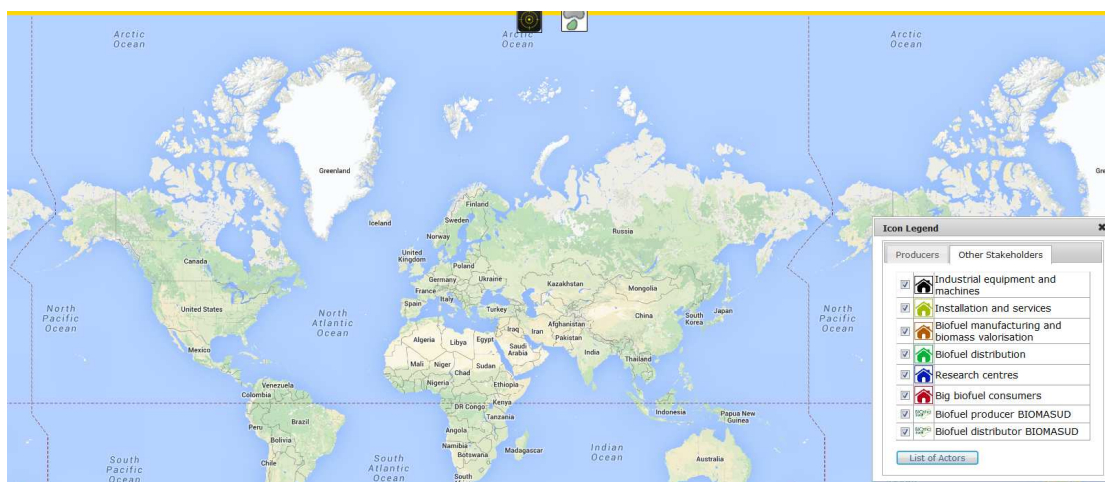 Arctic
Ocean
Arctic
Ocean
Arctic
Ocean
Greenland
Gre
Iceland
Finland
Sweden
Norway
Russia
United
Kingdom
Poland
Germany
Ukraine
France
Italy
Spain
Turkey
Kazakhstan
Mongolia
China
South
Korea
Japan
Canada
United States
Mexico
North
Pacific
Ocean
North
Atlantic
Ocean
North
Pacific
Ocean
Algeria
Libya
Egypt
Iraq
Iran
Saudi
Arabia
Afghanistan
Pakistan
India
Thailand
Mali
Niger
Chad
Sudan
Nigeria
Ethiopia
Venezuela
Colombia
DR Congo
Kenya
Tanzania
Indonesia
Papua New
Guinea
Peru
Brazil
Bolivia
Chile
Angola
Namibia
Botswana
Madagascar
South
Indian
Ocean
Australia
South
Pacific
Ocean
South
Atlantic
Ocean
Icon Legend
Producers
Other Stakeholders
Industrial equipment and
machines
Installation and services
Biofuel manufacturing and
biomass valorisation
Biofuel distribution
Research centres
Big biofuel consumers
Biofuel producer BIOMASUD
Biofuel distributor BIOMASUD
List of Actors